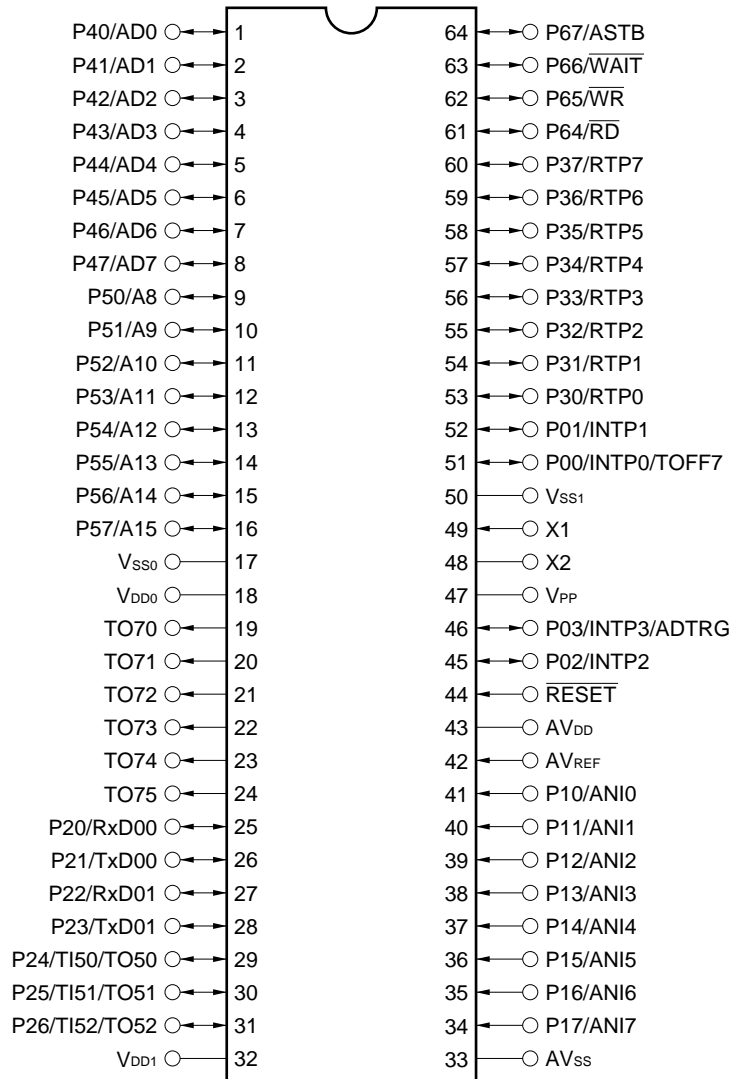 P40/AD0 1 64 P67/ASTB
P41/AD1 2 63 P66/WAIT
P42/AD2 3 62 P65/WR
P43/AD3 4 61 P64/RD
P44/AD4 5 60 P37/RTP7
P45/AD5 6 59 P36/RTP6
P46/AD6 7 58 P35/RTP5
P47/AD7 8 57 P34/RTP4
P50/A8 9 56 P33/RTP3
P51/A9 10 55 P32/RTP2
P52/A10 11 54 P31/RTP1
P53/A11 12 53 P30/RTP0
P54/A12 13 52 P01/INTP1
P55/A13 14 51 P00/INTP0/TOFF7
P56/A14 15 50 VSS1
P57/A15 16 49 X1
VSS0 17 48 X2
VDD0 18 47 VPP
TO70 19 46 P03/INTP3/ADTRG
TO71 20 45 P02/INTP2
TO72 21 44 RESET
TO73 22 43 AVDD
TO74 23 42 AVREF
TO75 24 41 P10/ANI0
P20/RxD00 25 40 P11/ANI1
P21/TxD00 26 39 P12/ANI2
P22/RxD01 27 38 P13/ANI3
P23/TxD01 28 37 P14/ANI4
P24/TI50/TO50 29 36 P15/ANI5
P25/TI51/TO51 30 35 P16/ANI6
P26/TI52/TO52 31 34 P17/ANI7
VDD1 32 33 AVSS